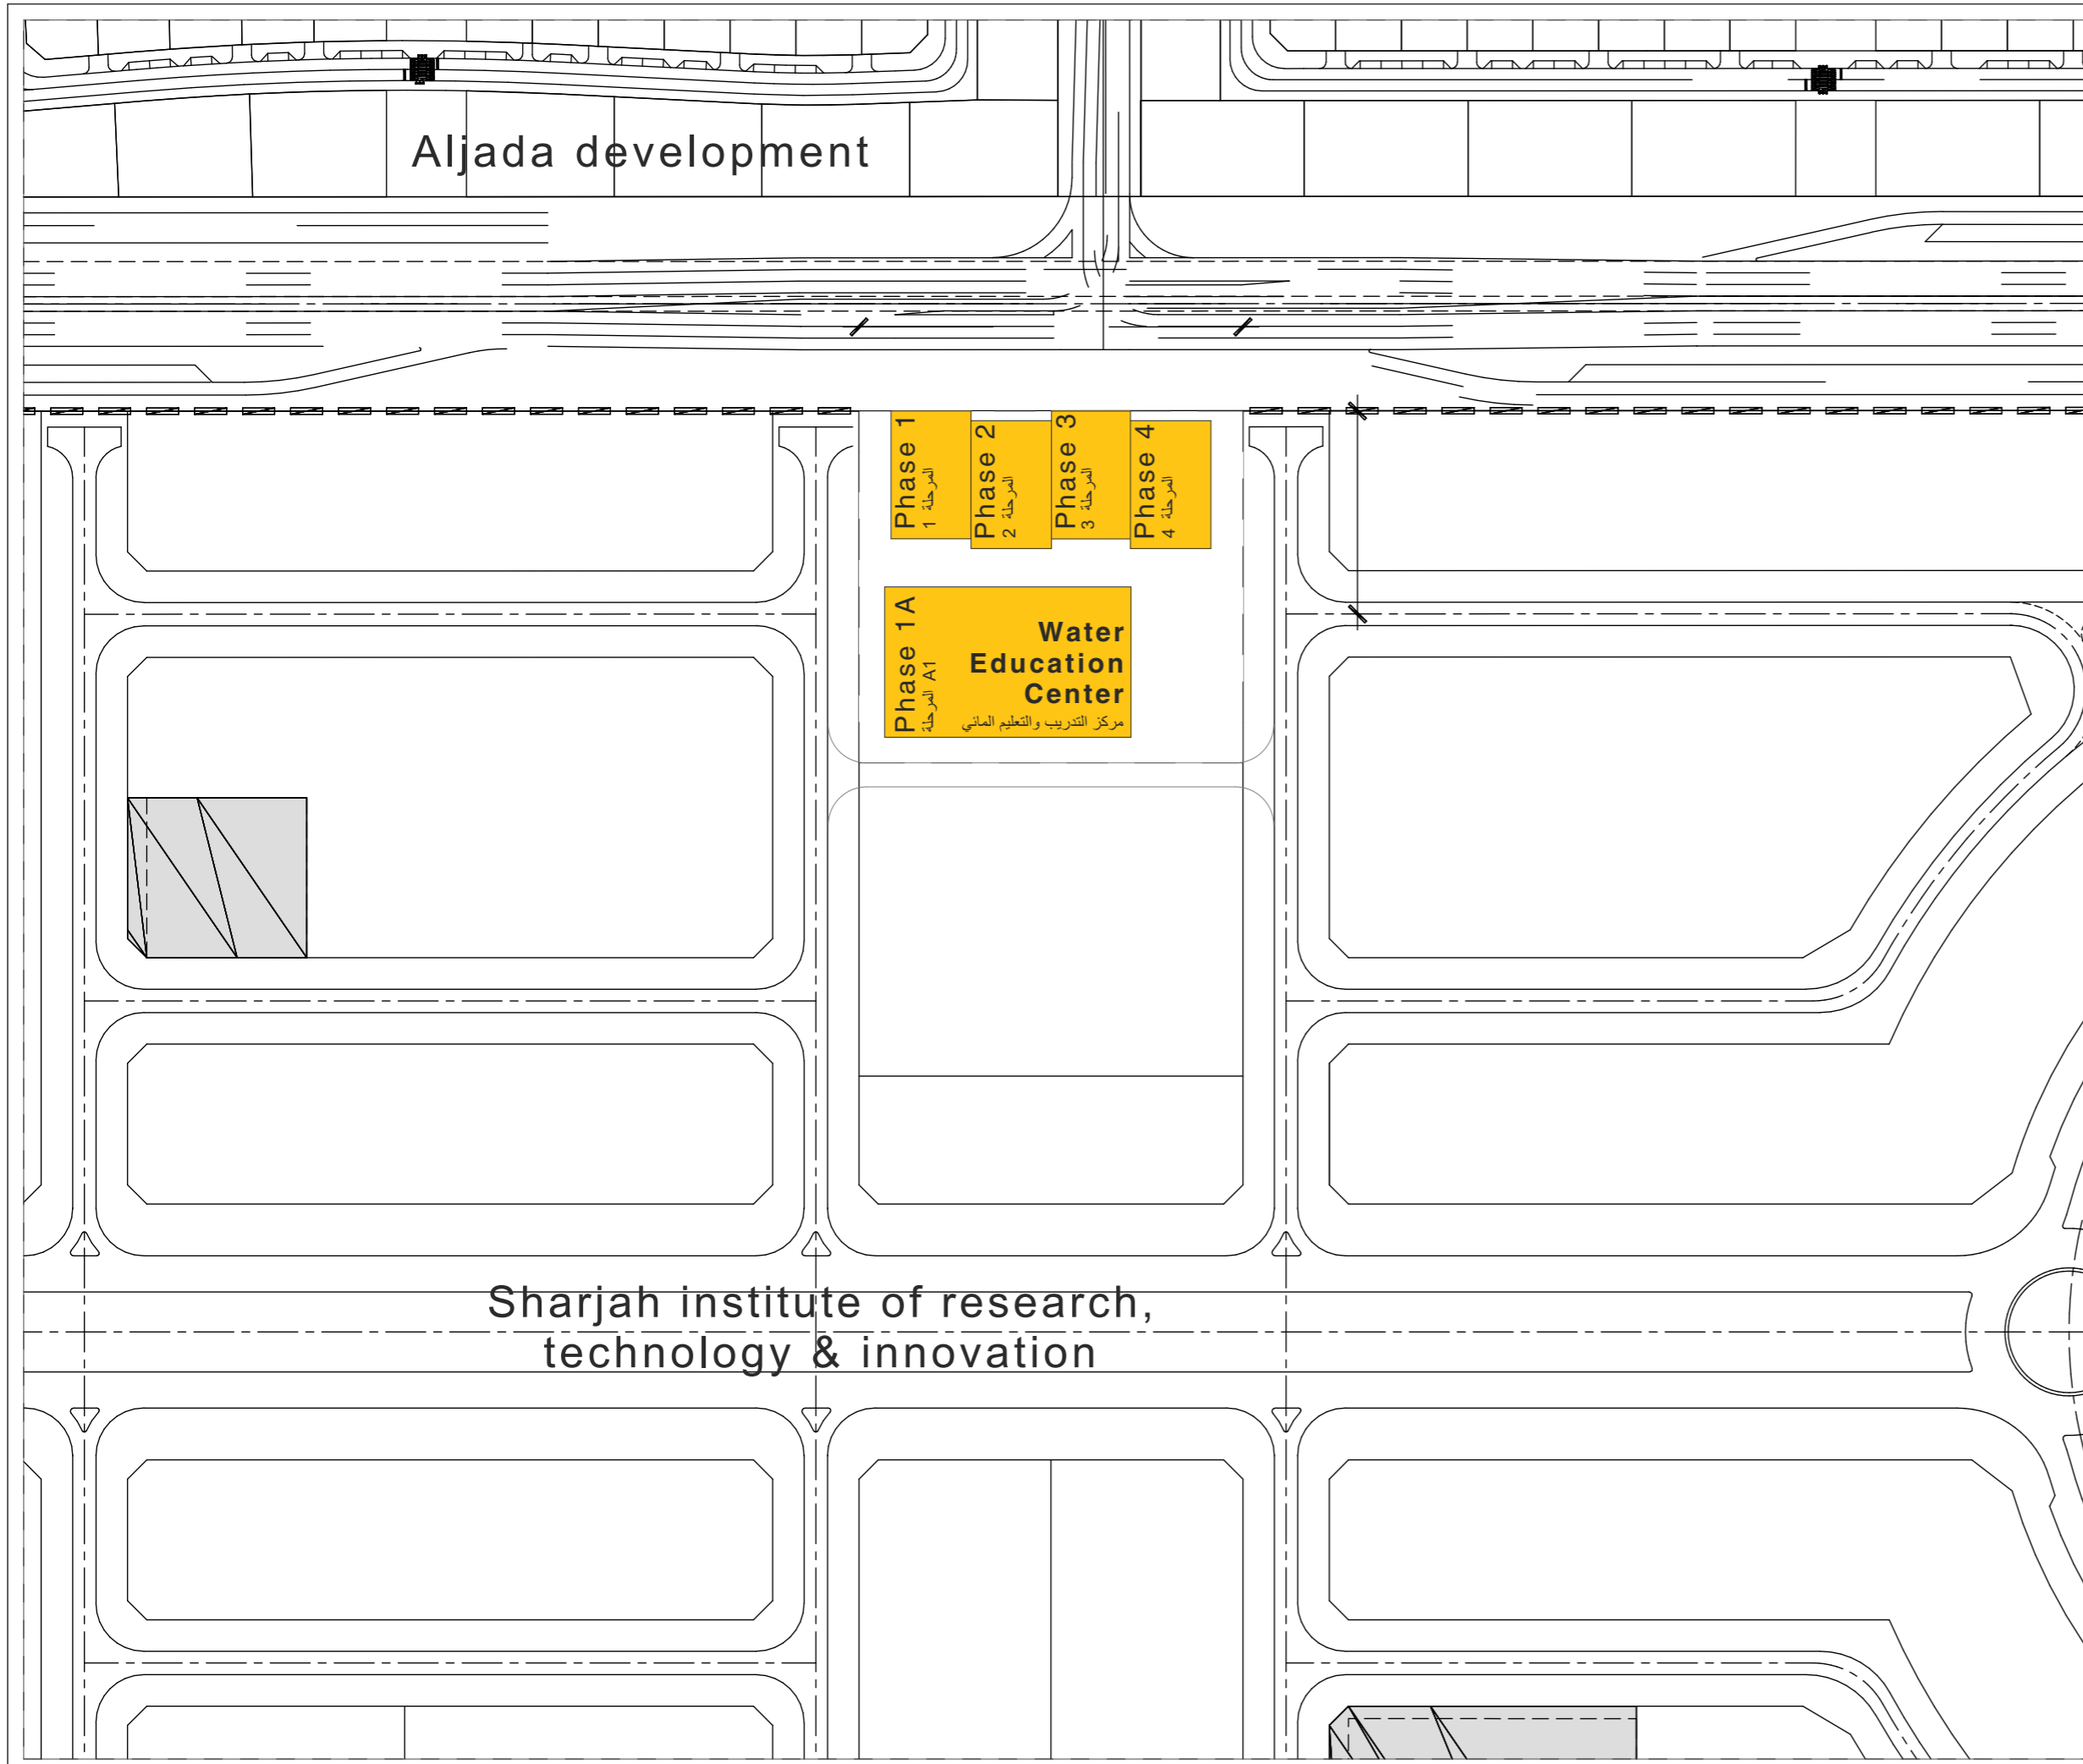 Aljada development
Phase 1
المرحلة 1
Phase 2
المرحلة 2
Phase 3
المرحلة 3
Phase 4
المرحلة 4
Phase 1A
المرحلة A1
Water
Education
Center
مركز التدريب والتعليم المائي
Sharjah institute of research,
technology & innovation